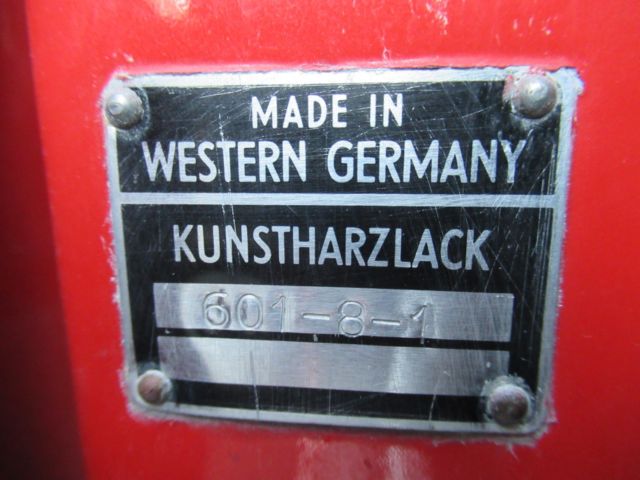 MADE IN
WESTERN GERMANY
KUNSTHARZLACK
601-8-1